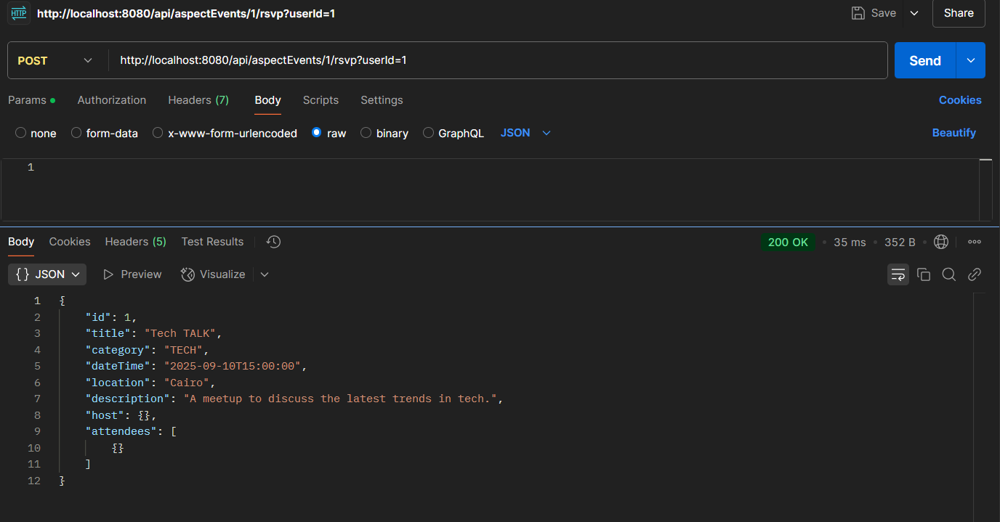 HTTP http://localhost:8080/api/aspectEvents/1/rsvp?userId=1 Save Share
POST http://localhost:8080/api/aspectEvents/1/rsvp?userId=1 Send
Params Authorization Headers (7) Body Scripts Settings Cookies
none form-data x-www-form-urlencoded raw binary GraphQL JSON Beautify
1
Body Cookies Headers (5) Test Results 200 OK • 35 ms • 352 B •
{} JSON Preview Visualize
1 {
2 "id": 1,
3 "title": "Tech TALK",
4 "category": "TECH",
5 "dateTime": "2025-09-10T15:00:00",
6 "location": "Cairo",
7 "description": "A meetup to discuss the latest trends in tech.",
8 "host": {},
9 "attendees": [
10 {}
11 ]
12 }